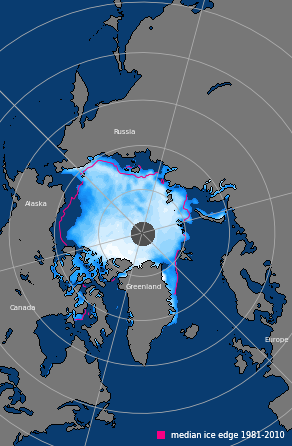 Russia
Alaska
Greenland
Canada
Europe
median ice edge 1981-2010